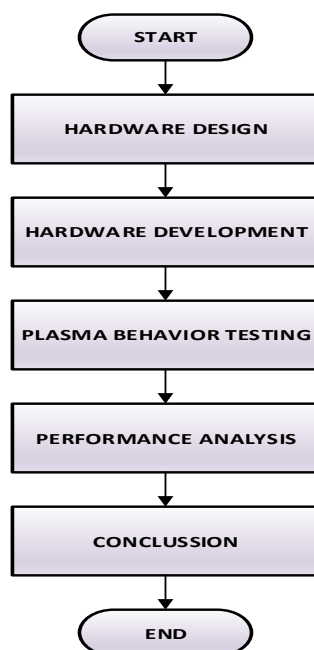 START
HARDWARE DESIGN
HARDWARE DEVELOPMENT
PLASMA BEHAVIOR TESTING
PERFORMANCE ANALYSIS
CONCLUSSION
END